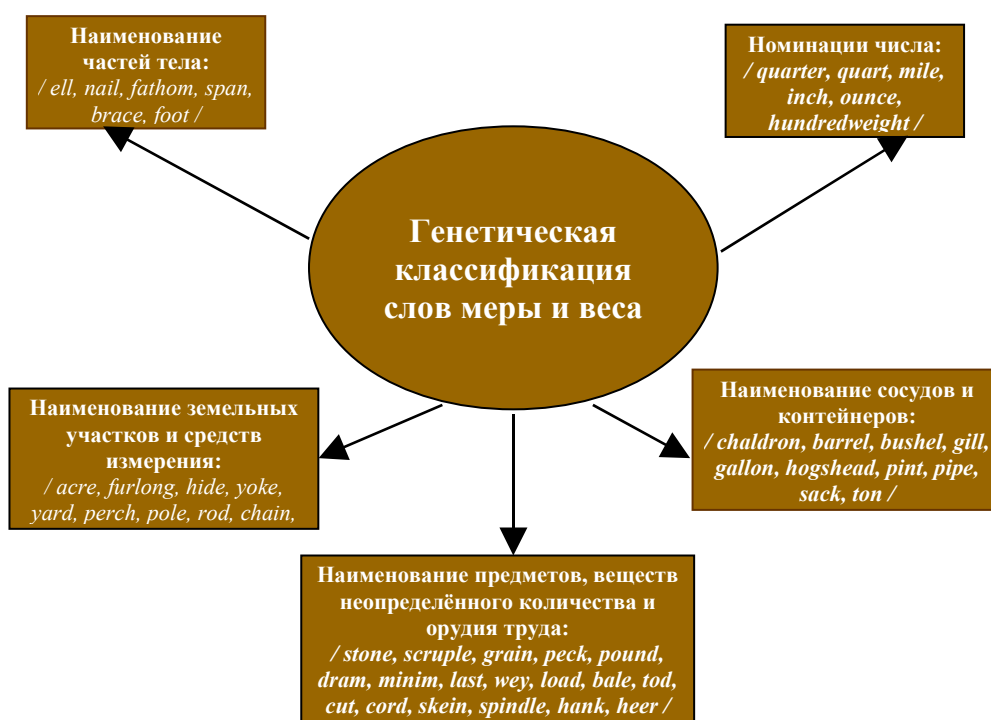 Наименование
частей тела:
/ ell, nail, fathom, span,
brace, foot /
Номинации числа:
/ quarter, quart, mile,
inch, ounce,
hundredweight /
Генетическая
классификация
слов меры и веса
Наименование земельных
участков и средств
измерения:
/ acre, furlong, hide, yoke,
yard, perch, pole, rod, chain,
Наименование сосудов и
контейнеров:
/ chaldron, barrel, bushel, gill,
gallon, hogshead, pint, pipe,
sack, ton /
Наименование предметов, веществ
неопределённого количества и
орудия труда:
/ stone, scruple, grain, peck, pound,
dram, minim, last, wey, load, bale, tod,
cut, cord, skein, spindle, hank, heer /